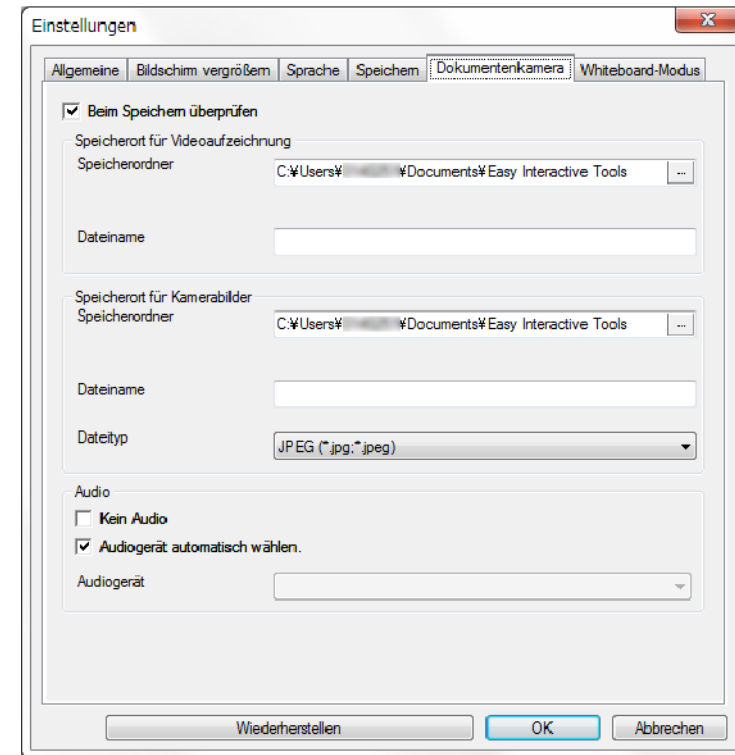 Einstellungen
Allgemeine Bildschirm vergrößern Sprache Speichern Dokumentenkamera Whiteboard-Modus
Beim Speichern überprüfen
Speicherort für Videoaufzeichnung
Speicherordner C:¥Users¥ ¥Documents¥Easy Interactive Tools ...
Dateiname
Speicherort für Kamerabilder
Speicherordner C:¥Users¥ ¥Documents¥Easy Interactive Tools ...
Dateiname
Dateityp JPEG (*.jpg;*.jpeg)
Audio
Kein Audio
Audiogerät automatisch wählen.
Audiogerät
Wiederherstellen OK Abbrechen